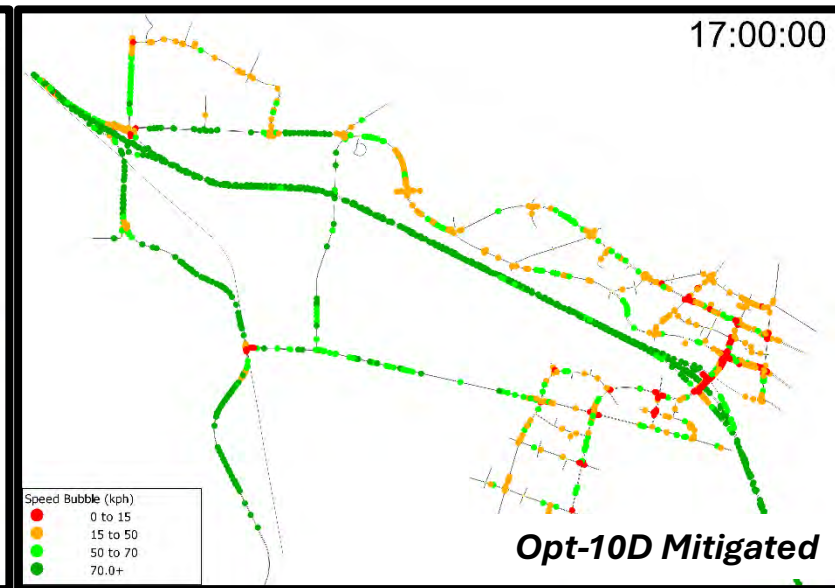 17:00:00
Speed Bubble (kph)
0 to 15
15 to 50
50 to 70
70.0+
Opt-10D Mitigated